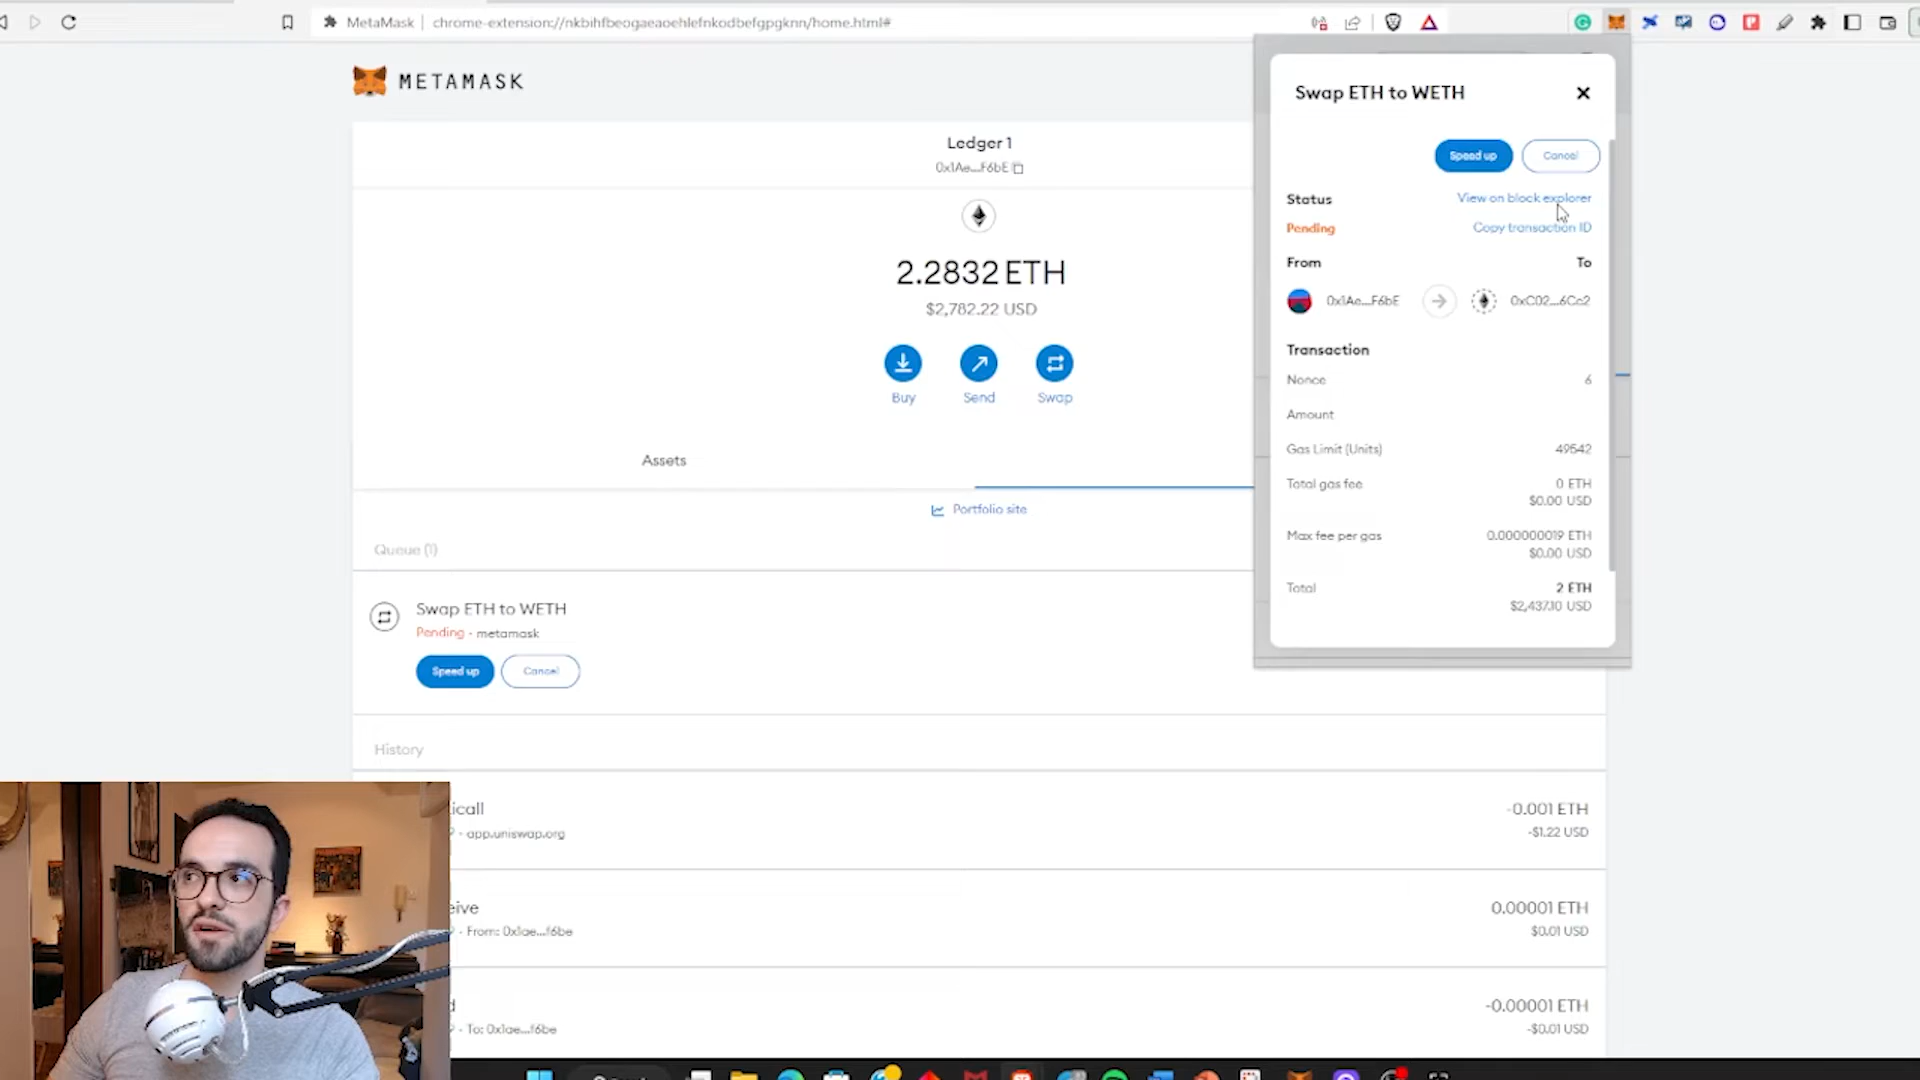 MetaMask | chrome-extension://nkbihfbeogaeaoehlefnkodbefgpgknn/home.html#
METAMASK
Ledger 1
0x1Ae...F6bE
2.2832 ETH
$2,782.22 USD
Buy
Send
Swap
Assets
Portfolio site
Queue (1)
Swap ETH to WETH
Pending · metamask
Speed up
Cancel
History
icall
· app.uniswap.org
-0.001 ETH
-$1.22 USD
eive
· From: 0x1ae...f6be
0.00001 ETH
$0.01 USD
d
· To: 0x1ae...f6be
-0.00001 ETH
-$0.01 USD
Swap ETH to WETH
Speed up
Cancel
Status
View on block explorer
Pending
Copy transaction ID
From
To
0x1Ae...F6bE
0xC02...6Cc2
Transaction
Nonce
6
Amount
Gas Limit (Units)
49542
Total gas fee
0 ETH
$0.00 USD
Max fee per gas
0.000000019 ETH
$0.00 USD
Total
2 ETH
$2,437.10 USD